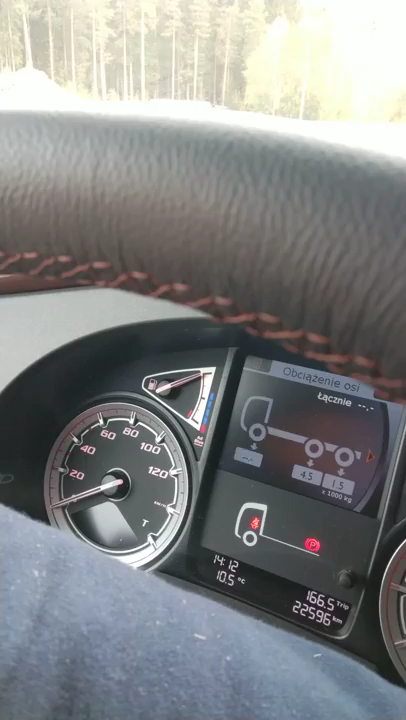 Obciążenie osi
Łącznie --.-
--.-
4.5
1.5
x 1000 kg
20
40
60
80
100
120
km/h
T
P
14:12
10.5 °C
166.5 Trip
22596 km